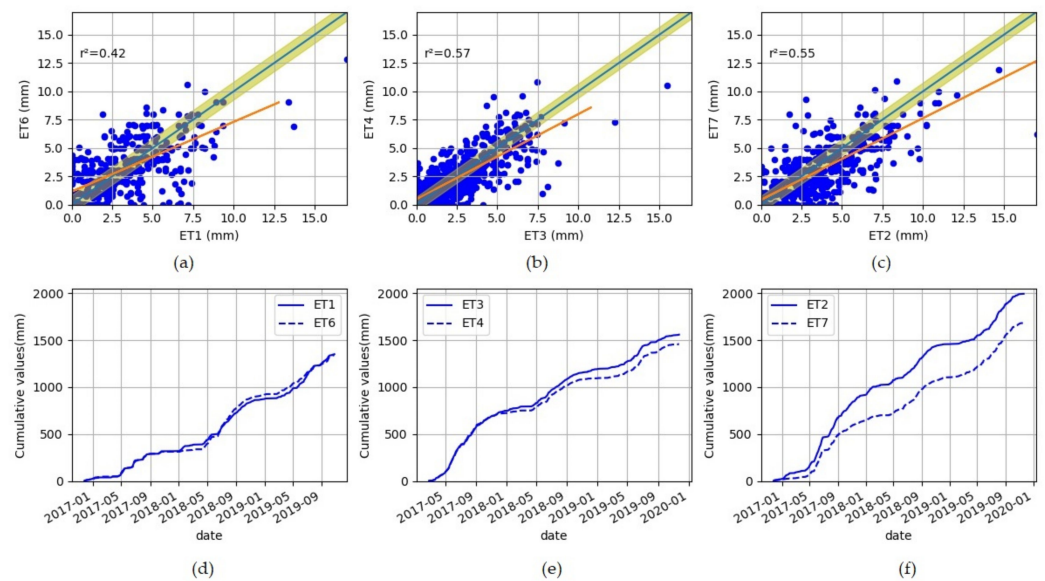 r²=0.42
15.0
12.5
10.0
7.5
5.0
2.5
0.0
ET6 (mm)
0.0 2.5 5.0 7.5 10.0 12.5 15.0
ET1 (mm)
(a)
r²=0.57
15.0
12.5
10.0
7.5
5.0
2.5
0.0
ET4 (mm)
0.0 2.5 5.0 7.5 10.0 12.5 15.0
ET3 (mm)
(b)
r²=0.55
15.0
12.5
10.0
7.5
5.0
2.5
0.0
ET7 (mm)
0.0 2.5 5.0 7.5 10.0 12.5 15.0
ET2 (mm)
(c)
2000
1500
1000
500
0
Cumulative values(mm)
ET1
ET6
2017-01 2017-05 2017-09 2018-01 2018-05 2018-09 2019-01 2019-05 2019-09
date
(d)
2000
1500
1000
500
0
Cumulative values(mm)
ET3
ET4
2017-05 2017-09 2018-01 2018-05 2018-09 2019-01 2019-05 2019-09 2020-01
date
(e)
2000
1500
1000
500
0
Cumulative values(mm)
ET2
ET7
2017-01 2017-05 2017-09 2018-01 2018-05 2018-09 2019-01 2019-05 2019-09 2020-01
date
(f)